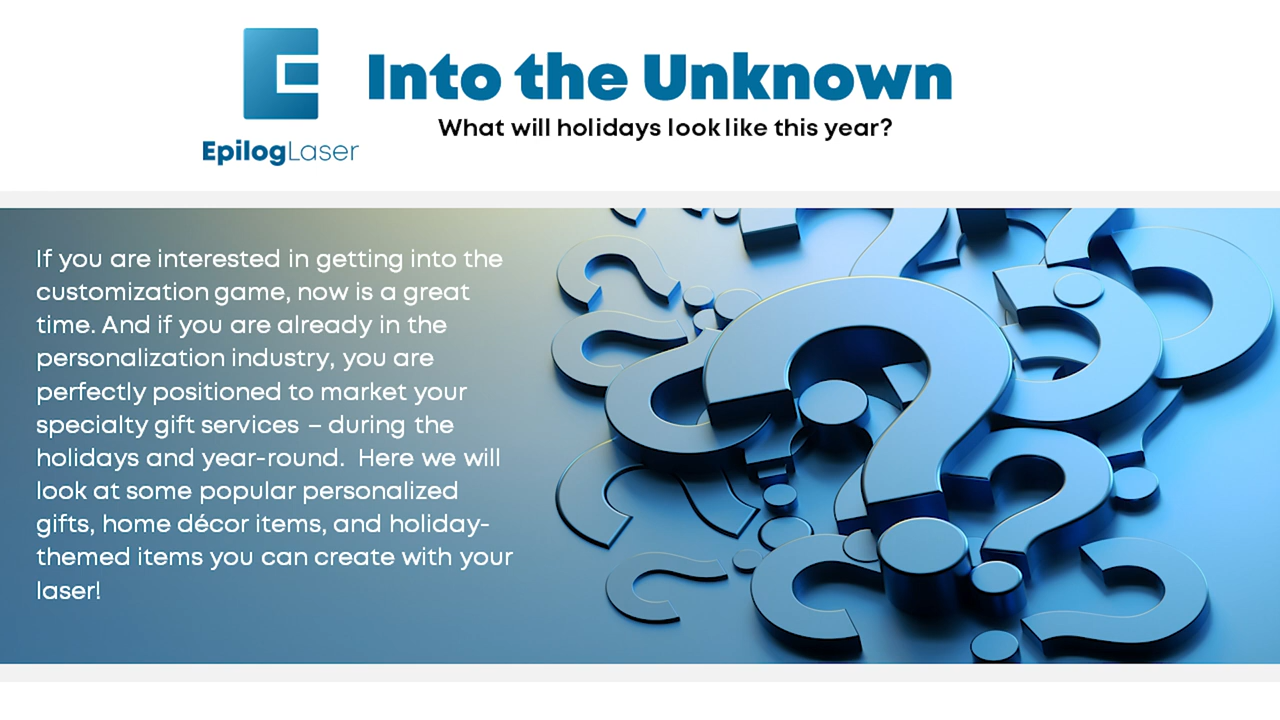 EpilogLaser
Into the Unknown
What will holidays look like this year?
If you are interested in getting into the
customization game, now is a great
time. And if you are already in the
personalization industry, you are
perfectly positioned to market your
specialty gift services – during the
holidays and year-round.  Here we will
look at some popular personalized
gifts, home décor items, and holiday-
themed items you can create with your
laser!